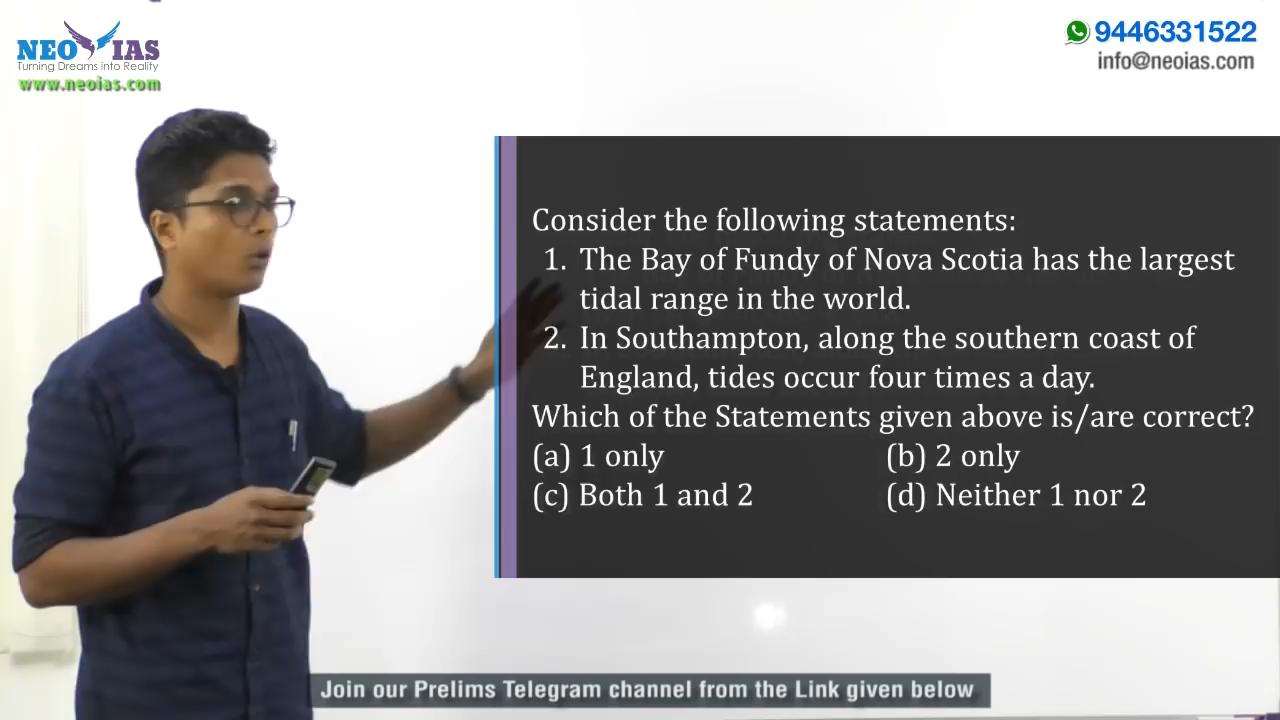 NEO IAS
Turning Dreams into Reality
www.neoias.com
9446331522
info@neoias.com
Consider the following statements:
1. The Bay of Fundy of Nova Scotia has the largest
tidal range in the world.
2. In Southampton, along the southern coast of
England, tides occur four times a day.
Which of the Statements given above is/are correct?
(a) 1 only (b) 2 only
(c) Both 1 and 2 (d) Neither 1 nor 2
Join our Prelims Telegram channel from the Link given below